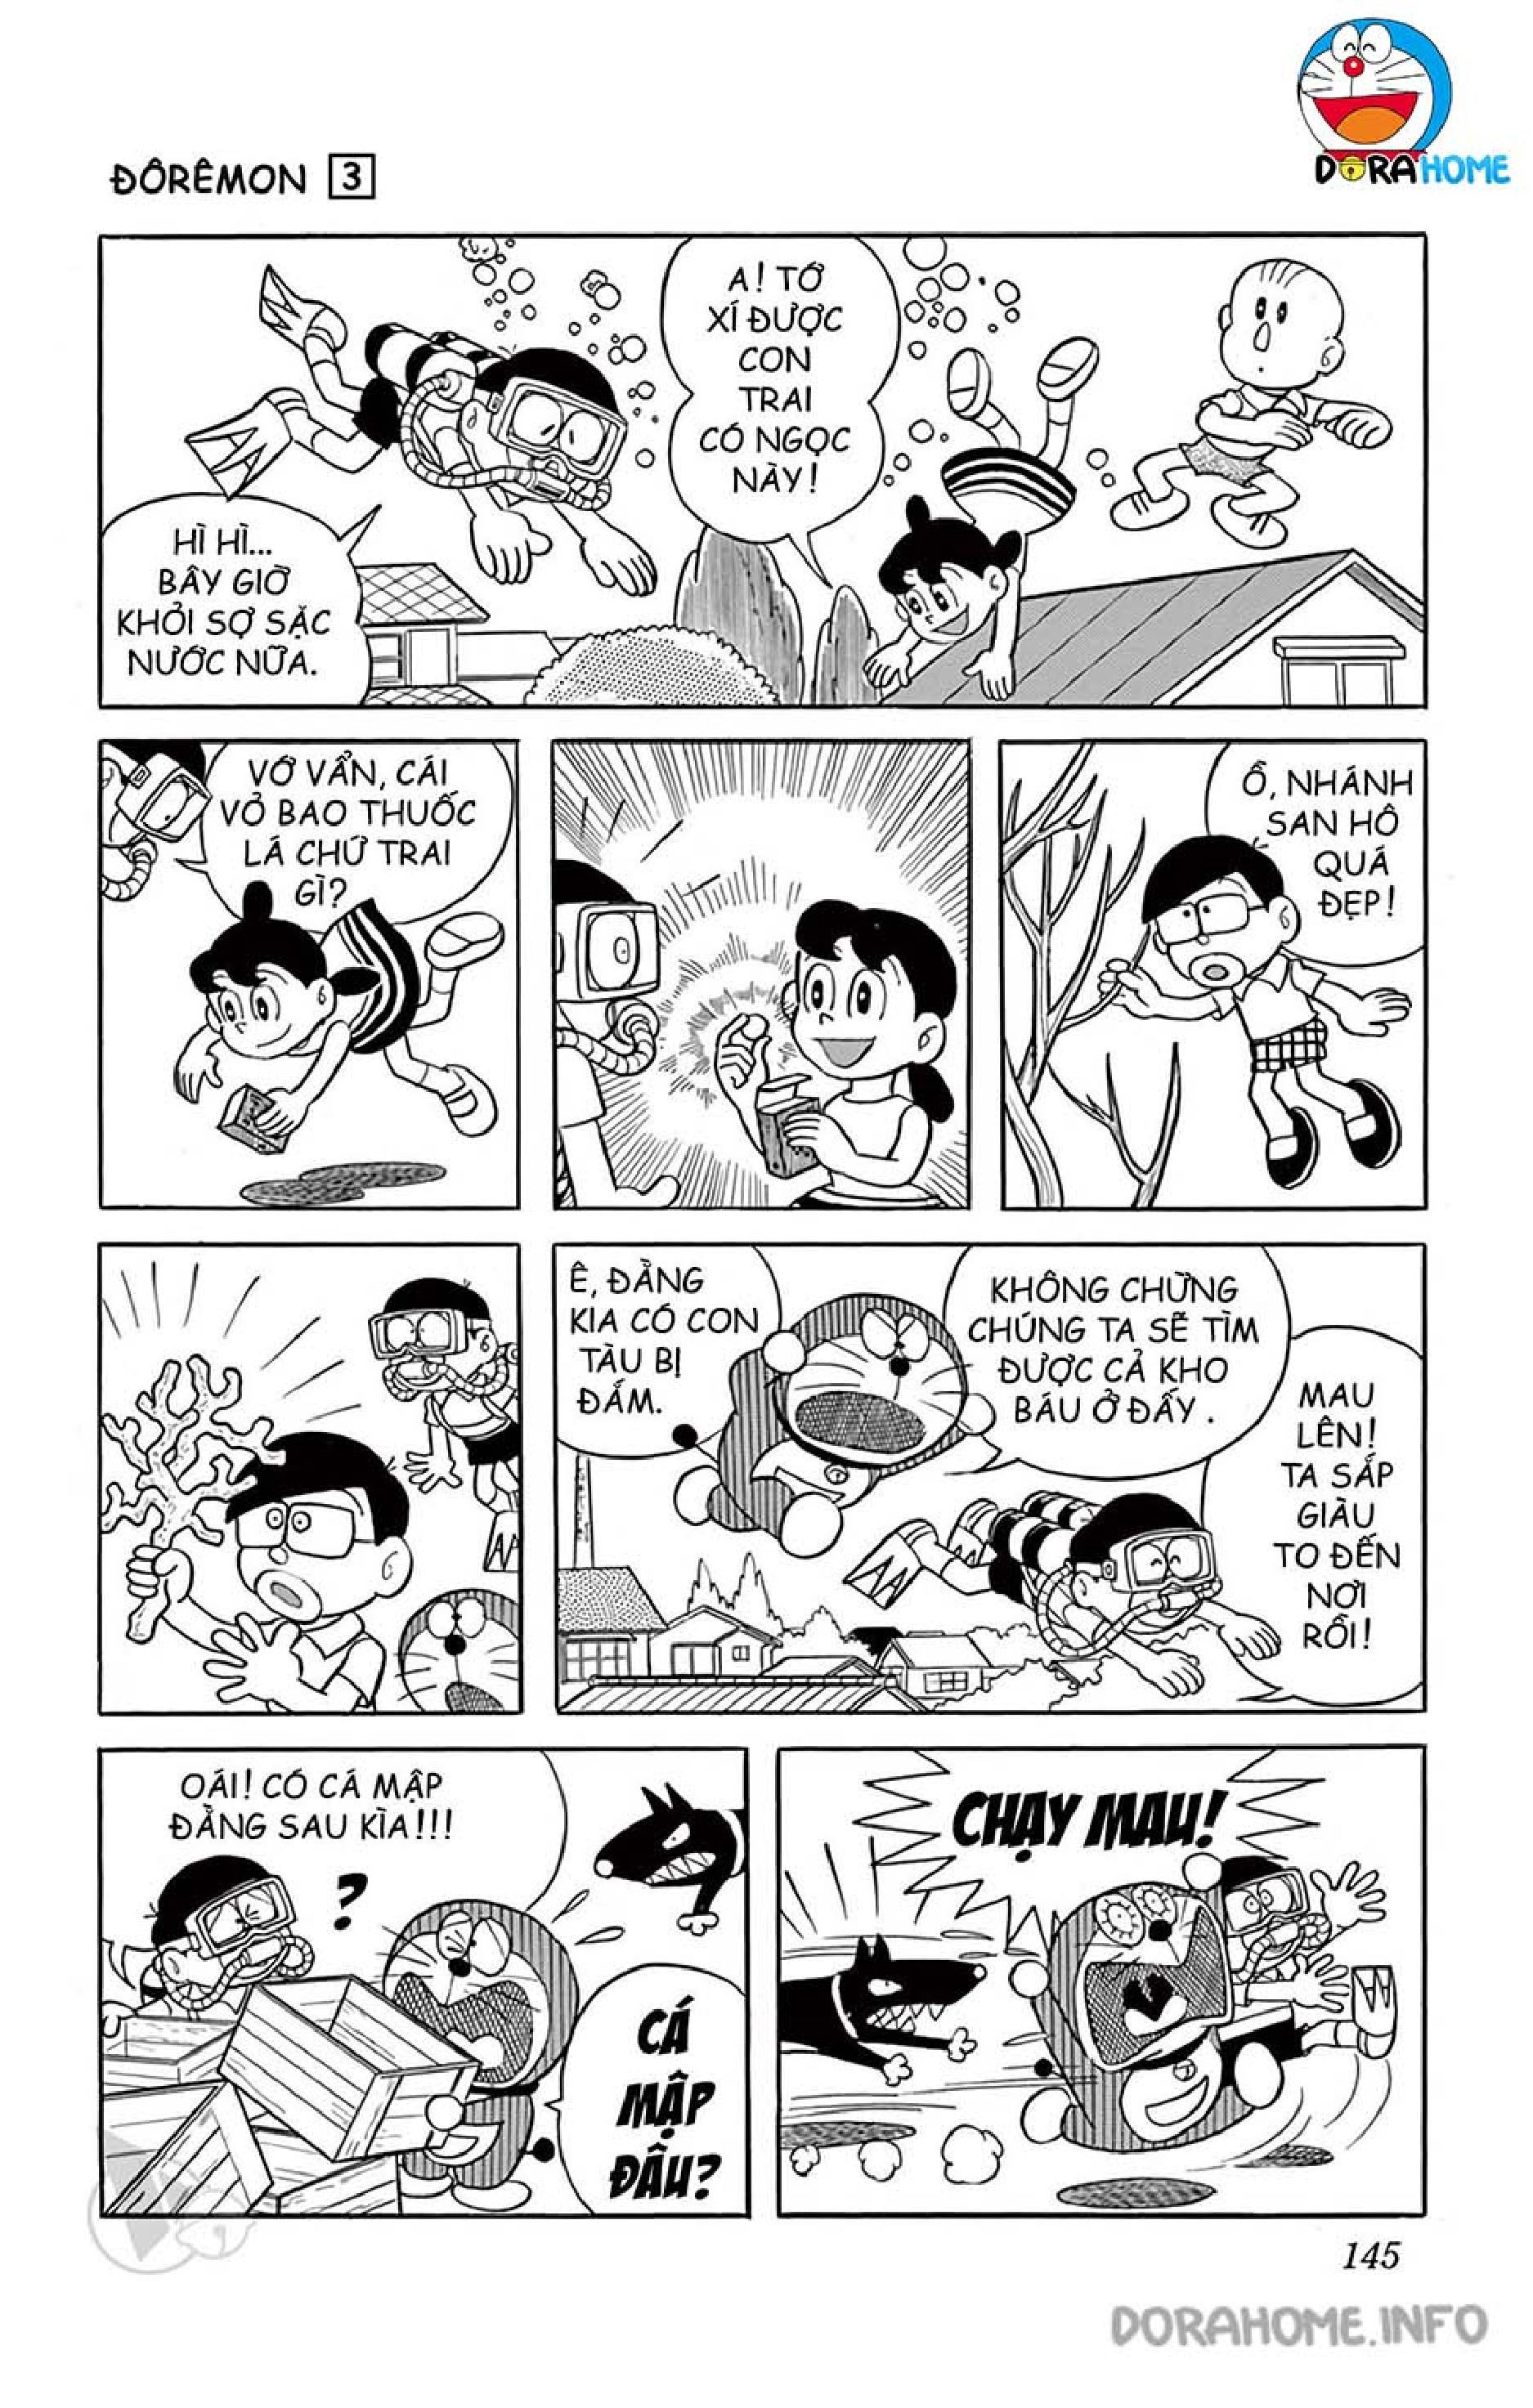 DORAHOME
ĐÔRÊMON 3
HÌ HÌ...
BÂY GIỜ
KHỎI SỢ SẶC
NƯỚC NỮA.
A! TỚ
XÍ ĐƯỢC
CON
TRAI
CÓ NGỌC
NÀY!
VỚ VẨN, CÁI
VỎ BAO THUỐC
LÁ CHỨ TRAI
GÌ?
Ồ, NHÁNH
SAN HÔ
QUÁ
ĐẸP!
Ê, ĐẰNG
KIA CÓ CON
TÀU BỊ
ĐẮM.
KHÔNG CHỪNG
CHÚNG TA SẼ TÌM
ĐƯỢC CẢ KHO
BÁU Ở ĐẤY.
MAU
LÊN!
TA SẮP
GIÀU
TO ĐẾN
NƠI
RỒI!
OÁI! CÓ CÁ MẬP
ĐẰNG SAU KÌA!!!
?
CÁ
MẬP
ĐÂU?
CHẠY MAU!
145
DORAHOME.INFO